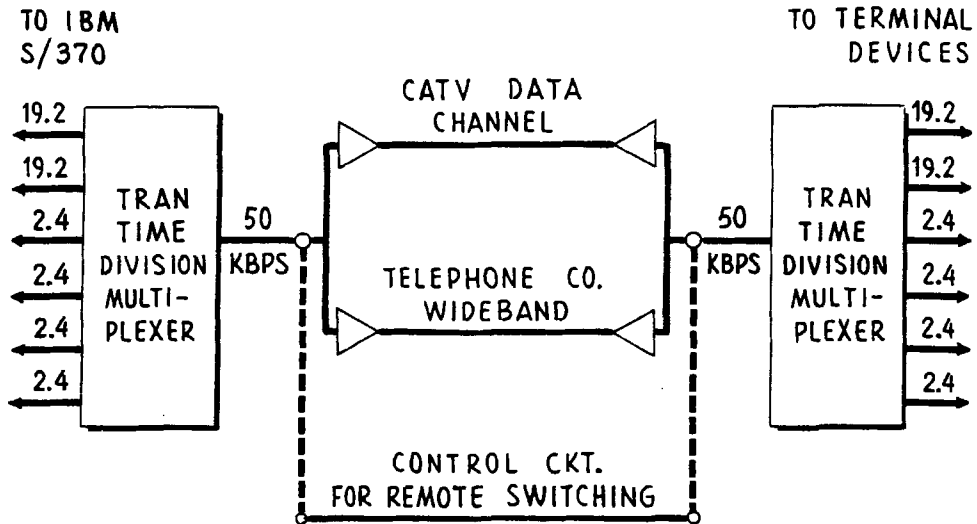 TO IBM
S/370
TO TERMINAL
DEVICES
CATV DATA
CHANNEL
19.2
19.2
2.4
2.4
2.4
2.4
TRAN
TIME
DIVISION
MULTI-
PLEXER
50
KBPS
TELEPHONE CO.
WIDEBAND
50
KBPS
TRAN
TIME
DIVISION
MULTI-
PLEXER
19.2
19.2
2.4
2.4
2.4
2.4
CONTROL CKT.
FOR REMOTE SWITCHING